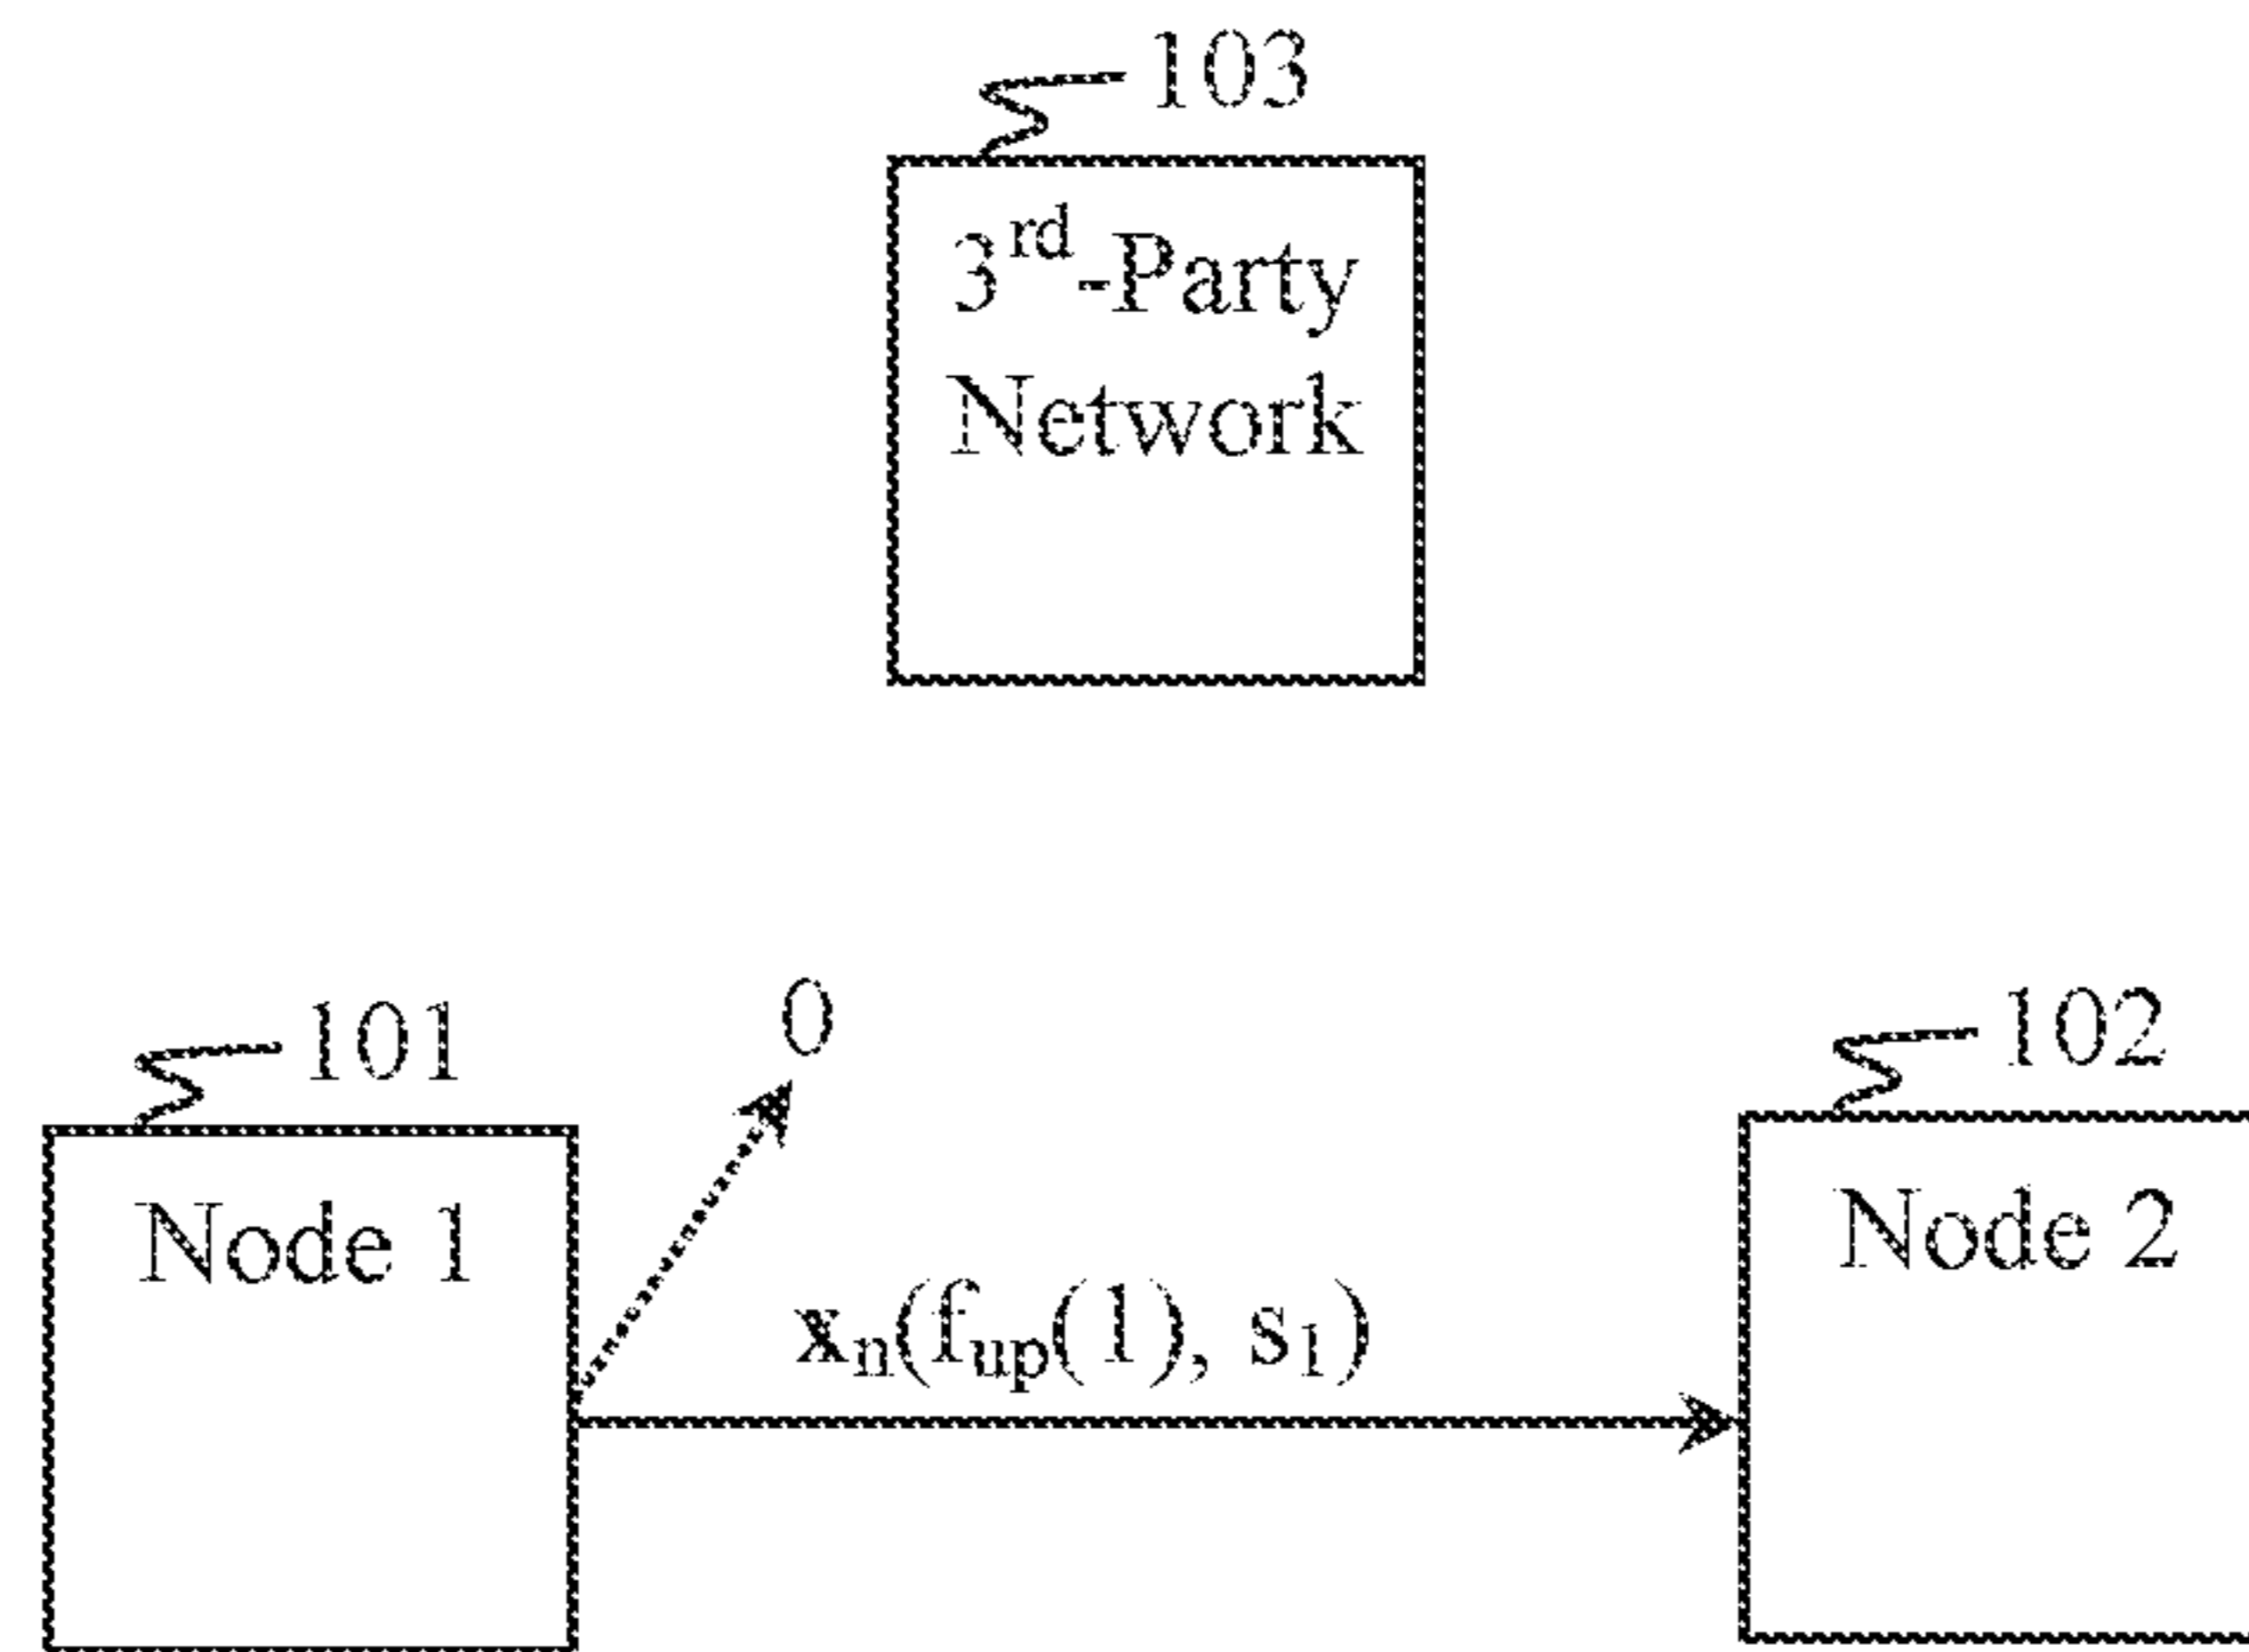 103
3rd-Party
Network
0
101
102
Node 1
Node 2
xn(fup(1), s1)